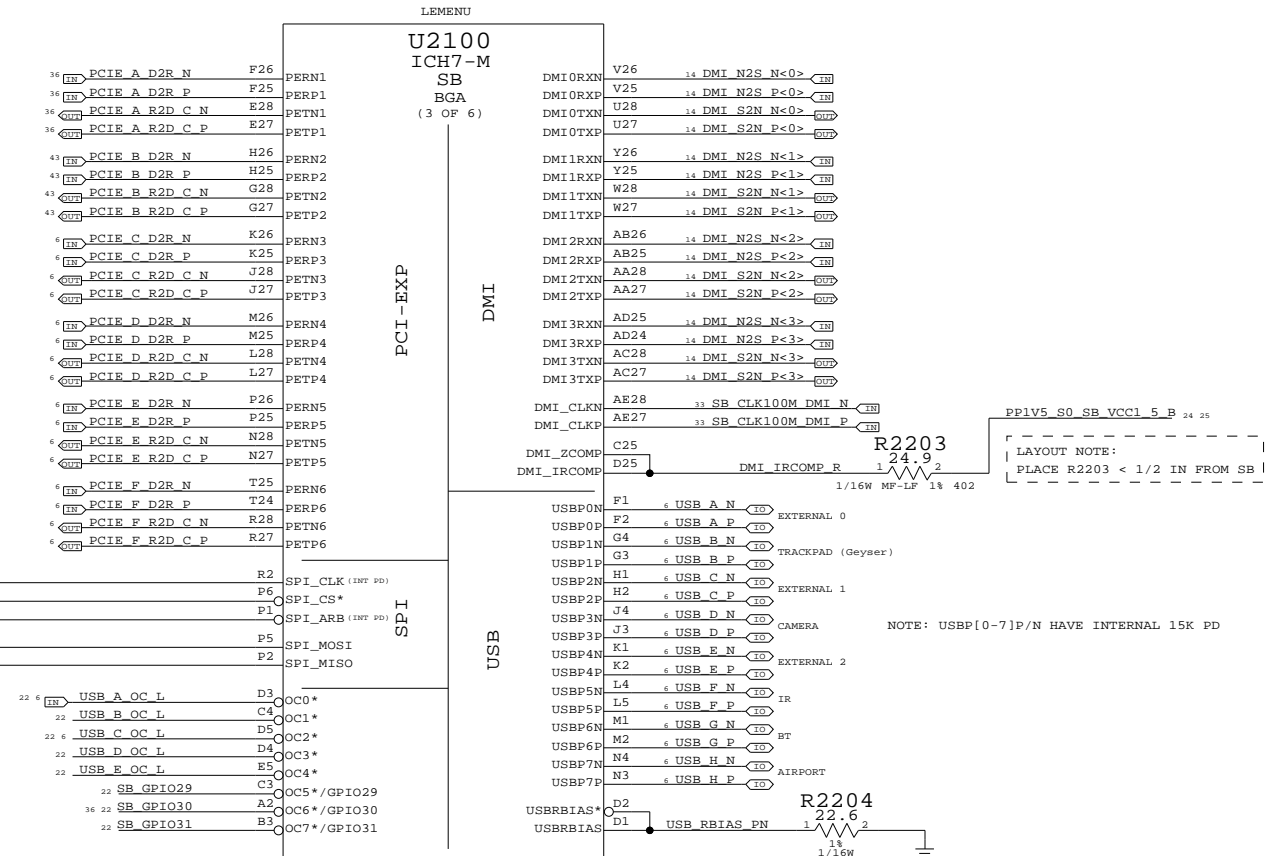 LEMENU
U2100
ICH7-M
SB
BGA
(3 OF 6)
36 IN PCIE_A_D2R_N F26 PERN1
36 IN PCIE_A_D2R_P F25 PERP1
36 OUT PCIE_A_R2D_C_N E28 PETN1
36 OUT PCIE_A_R2D_C_P E27 PETP1
43 IN PCIE_B_D2R_N H26 PERN2
43 IN PCIE_B_D2R_P H25 PERP2
43 OUT PCIE_B_R2D_C_N G28 PETN2
43 OUT PCIE_B_R2D_C_P G27 PETP2
6 IN PCIE_C_D2R_N K26 PERN3
6 IN PCIE_C_D2R_P K25 PERP3
6 OUT PCIE_C_R2D_C_N J28 PETN3
6 OUT PCIE_C_R2D_C_P J27 PETP3
6 IN PCIE_D_D2R_N M26 PERN4
6 IN PCIE_D_D2R_P M25 PERP4
6 OUT PCIE_D_R2D_C_N L28 PETN4
6 OUT PCIE_D_R2D_C_P L27 PETP4
6 IN PCIE_E_D2R_N P26 PERN5
6 IN PCIE_E_D2R_P P25 PERP5
6 OUT PCIE_E_R2D_C_N N28 PETN5
6 OUT PCIE_E_R2D_C_P N27 PETP5
6 IN PCIE_F_D2R_N T25 PERN6
6 IN PCIE_F_D2R_P T24 PERP6
6 OUT PCIE_F_R2D_C_N R28 PETN6
6 OUT PCIE_F_R2D_C_P R27 PETP6
PCI-EXP
R2 SPI_CLK (INT PD)
P6 SPI_CS*
P1 SPI_ARB (INT PD)
P5 SPI_MOSI
P2 SPI_MISO
SPI
22 6 IN USB_A_OC_L D3 OC0*
22 USB_B_OC_L C4 OC1*
22 6 USB_C_OC_L D5 OC2*
22 USB_D_OC_L D4 OC3*
22 USB_E_OC_L E5 OC4*
22 SB_GPIO29 C3 OC5*/GPIO29
36 22 SB_GPIO30 A2 OC6*/GPIO30
22 SB_GPIO31 B3 OC7*/GPIO31
DMI
DMI0RXN V26 14 DMI_N2S_N<0> IN
DMI0RXP V25 14 DMI_N2S_P<0> IN
DMI0TXN U28 14 DMI_S2N_N<0> OUT
DMI0TXP U27 14 DMI_S2N_P<0> OUT
DMI1RXN Y26 14 DMI_N2S_N<1> IN
DMI1RXP Y25 14 DMI_N2S_P<1> IN
DMI1TXN W28 14 DMI_S2N_N<1> OUT
DMI1TXP W27 14 DMI_S2N_P<1> OUT
DMI2RXN AB26 14 DMI_N2S_N<2> IN
DMI2RXP AB25 14 DMI_N2S_P<2> IN
DMI2TXN AA28 14 DMI_S2N_N<2> OUT
DMI2TXP AA27 14 DMI_S2N_P<2> OUT
DMI3RXN AD25 14 DMI_N2S_N<3> IN
DMI3RXP AD24 14 DMI_N2S_P<3> IN
DMI3TXN AC28 14 DMI_S2N_N<3> OUT
DMI3TXP AC27 14 DMI_S2N_P<3> OUT
DMI_CLKN AE28 33 SB_CLK100M_DMI_N IN
DMI_CLKP AE27 33 SB_CLK100M_DMI_P IN
DMI_ZCOMP C25
DMI_IRCOMP D25 DMI_IRCOMP_R
R2203
24.9
1 2
1/16W MF-LF 1% 402
PP1V5_S0_SB_VCC1_5_B 24 25
LAYOUT NOTE:
PLACE R2203 < 1/2 IN FROM SB
USB
USBP0N F1 6 USB_A_N IO
USBP0P F2 6 USB_A_P IO
EXTERNAL 0
USBP1N G4 6 USB_B_N IO
USBP1P G3 6 USB_B_P IO
TRACKPAD (Geyser)
USBP2N H1 6 USB_C_N IO
USBP2P H2 6 USB_C_P IO
EXTERNAL 1
USBP3N J4 6 USB_D_N IO
USBP3P J3 6 USB_D_P IO
CAMERA
USBP4N K1 6 USB_E_N IO
USBP4P K2 6 USB_E_P IO
EXTERNAL 2
USBP5N L4 6 USB_F_N IO
USBP5P L5 6 USB_F_P IO
IR
USBP6N M1 6 USB_G_N IO
USBP6P M2 6 USB_G_P IO
BT
USBP7N N4 6 USB_H_N IO
USBP7P N3 6 USB_H_P IO
AIRPORT
NOTE: USBP[0-7]P/N HAVE INTERNAL 15K PD
USBRBIAS* D2
USBRBIAS D1 USB_RBIAS_PN
R2204
22.6
1 2
1%
1/16W